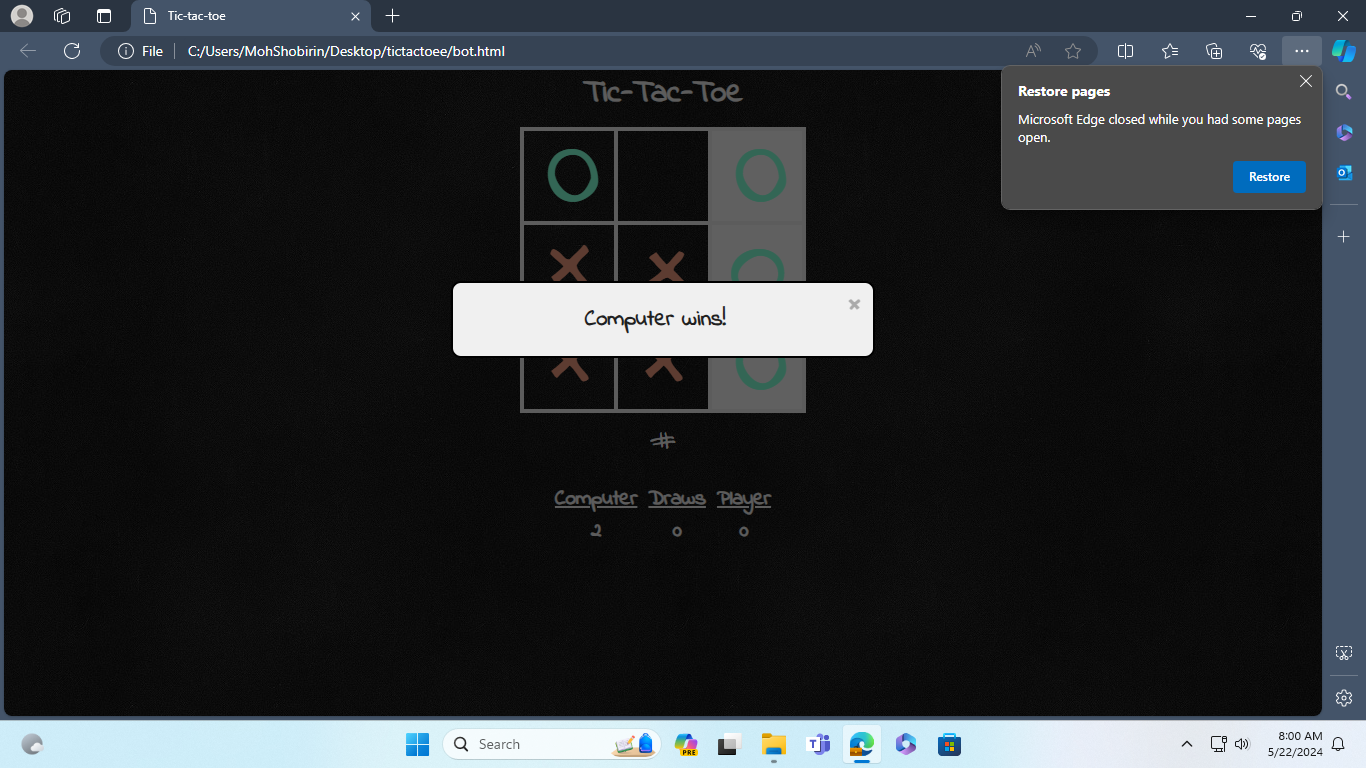 Tic-tac-toe
File
C:/Users/MohShobirin/Desktop/tictactoee/bot.html
Restore pages
Microsoft Edge closed while you had some pages
open.
Restore
Tic-Tac-Toe
O O
X X O
Computer wins!
X X O
#
Computer Draws Player
2 0 0
Search
PRE
8:00 AM
5/22/2024